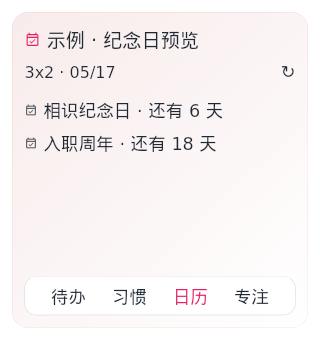 示例 · 纪念日预览
3x2 · 05/17 ↻
相识纪念日 · 还有 6 天
入职周年 · 还有 18 天
待办 习惯 日历 专注